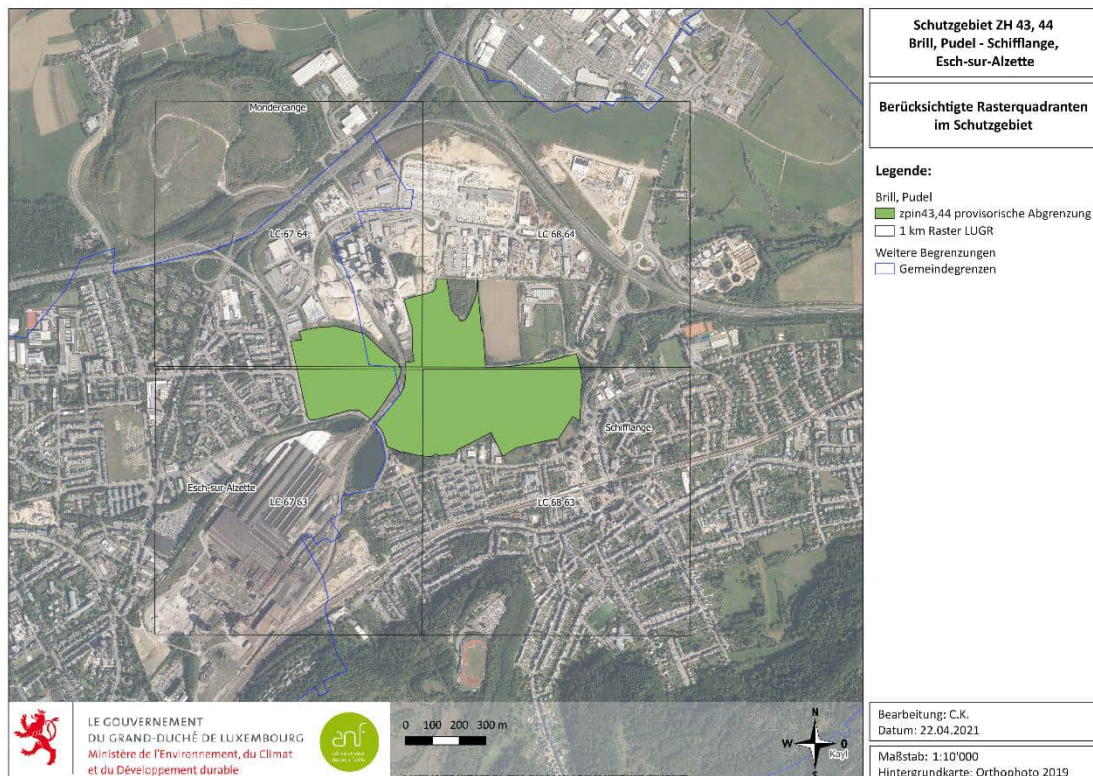 Schutzgebiet ZH 43, 44
Brill, Pudel - Schifflange,
Esch-sur-Alzette
Berücksigtigte Rasterquadranten
im Schutzgebiet
Legende:
Brill, Pudel
zpin43,44 provisorische Abgrenzung
1 km Raster LUGR
Weitere Begrenzungen
Gemeindegrenzen
Mondercange
LC 67 64
LC 68 64
Schifflange
Esch-sur-Alzette
LC 67 63
LC 68 63
LE GOUVERNEMENT
DU GRAND-DUCHÉ DE LUXEMBOURG
Ministère de l'Environnement, du Climat
et du Développement durable
anf
0 100 200 300 m
N
W O
S
Kayl
Bearbeitung: C.K.
Datum: 22.04.2021
Maßstab: 1:10'000
Hintergrundkarte: Orthophoto 2019